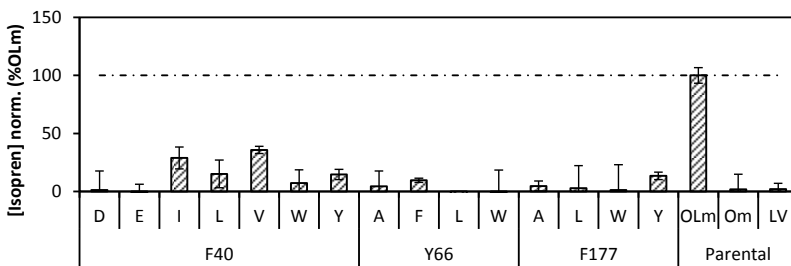 [Isopren] norm. (%OLm)
150
100
50
0
D E I L V W Y A F L W A L W Y OLm Om LV
F40 Y66 F177 Parental